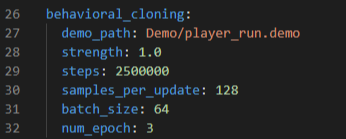 26 behavioral_cloning:
27 demo_path: Demo/player_run.demo
28 strength: 1.0
29 steps: 2500000
30 samples_per_update: 128
31 batch_size: 64
32 num_epoch: 3